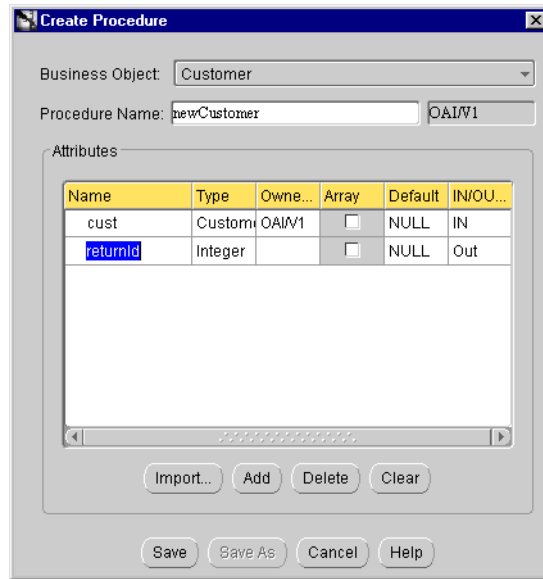 Create Procedure
Business Object: Customer
Procedure Name: newCustomer OAI/V1
Attributes
Name Type Owne... Array Default IN/OU...
cust Custom OAI/V1 NULL IN
returnId Integer NULL Out
Import... Add Delete Clear
Save Save As Cancel Help